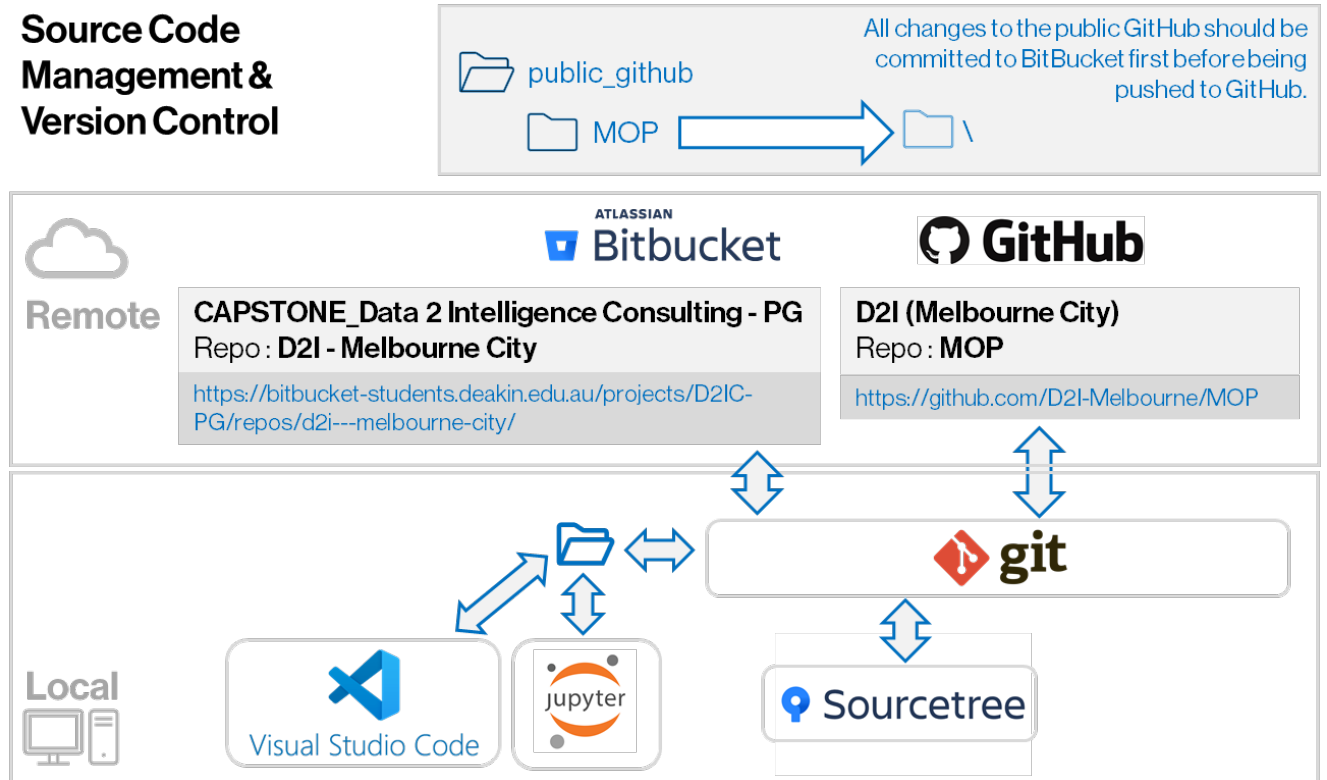 Source Code
Management &
Version Control
public_github
MOP
\
All changes to the public GitHub should be
committed to BitBucket first before being
pushed to GitHub.
Remote
ATLASSIAN
Bitbucket
GitHub
CAPSTONE_Data 2 Intelligence Consulting - PG
Repo : D2I - Melbourne City
https://bitbucket-students.deakin.edu.au/projects/D2IC-
PG/repos/d2i---melbourne-city/
D2I (Melbourne City)
Repo : MOP
https://github.com/D2I-Melbourne/MOP
git
Local
Visual Studio Code
jupyter
Sourcetree